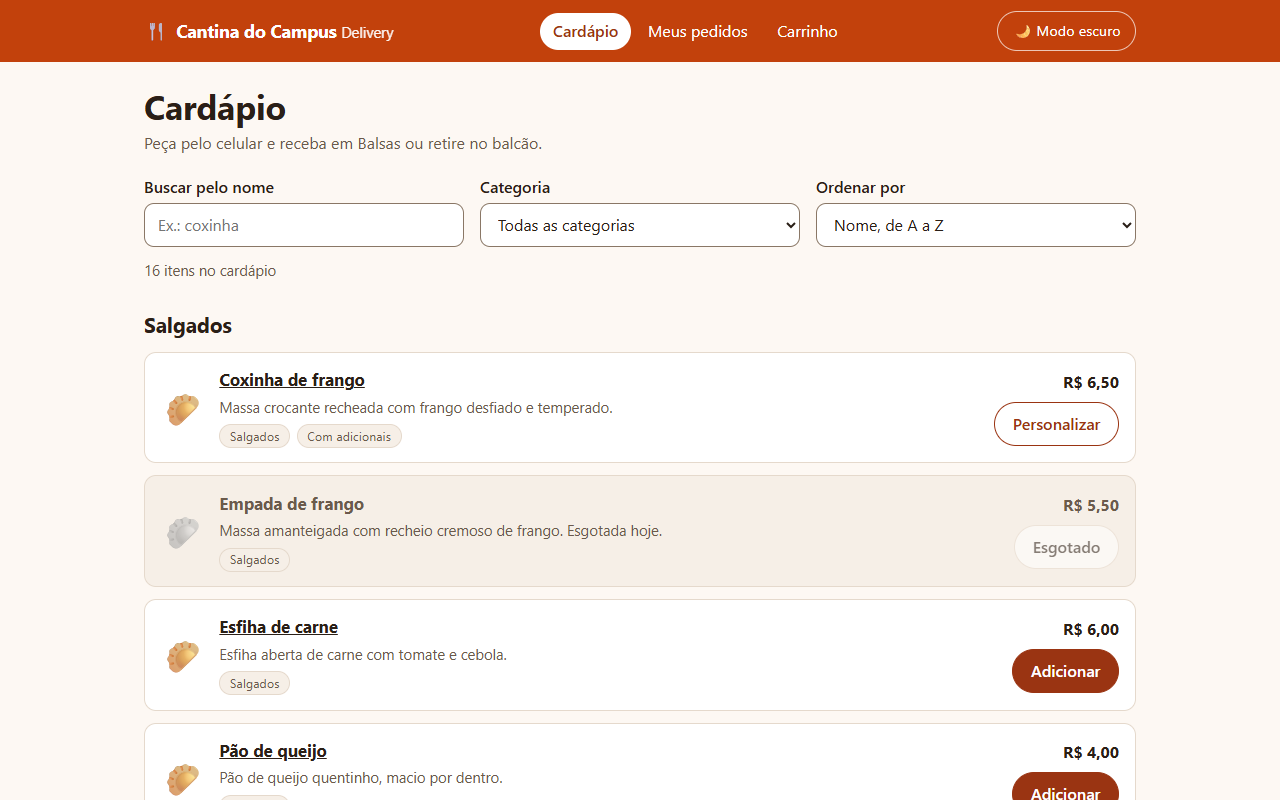 Cantina do Campus Delivery
Cardápio
Meus pedidos
Carrinho
Modo escuro
Cardápio
Peça pelo celular e receba em Balsas ou retire no balcão.
Buscar pelo nome
Categoria
Ordenar por
Ex.: coxinha
Todas as categorias
Nome, de A a Z
16 itens no cardápio
Salgados
Coxinha de frango
R$ 6,50
Massa crocante recheada com frango desfiado e temperado.
Salgados
Com adicionais
Personalizar
Empada de frango
R$ 5,50
Massa amanteigada com recheio cremoso de frango. Esgotada hoje.
Salgados
Esgotado
Esfiha de carne
R$ 6,00
Esfiha aberta de carne com tomate e cebola.
Salgados
Adicionar
Pão de queijo
R$ 4,00
Pão de queijo quentinho, macio por dentro.
Adicionar